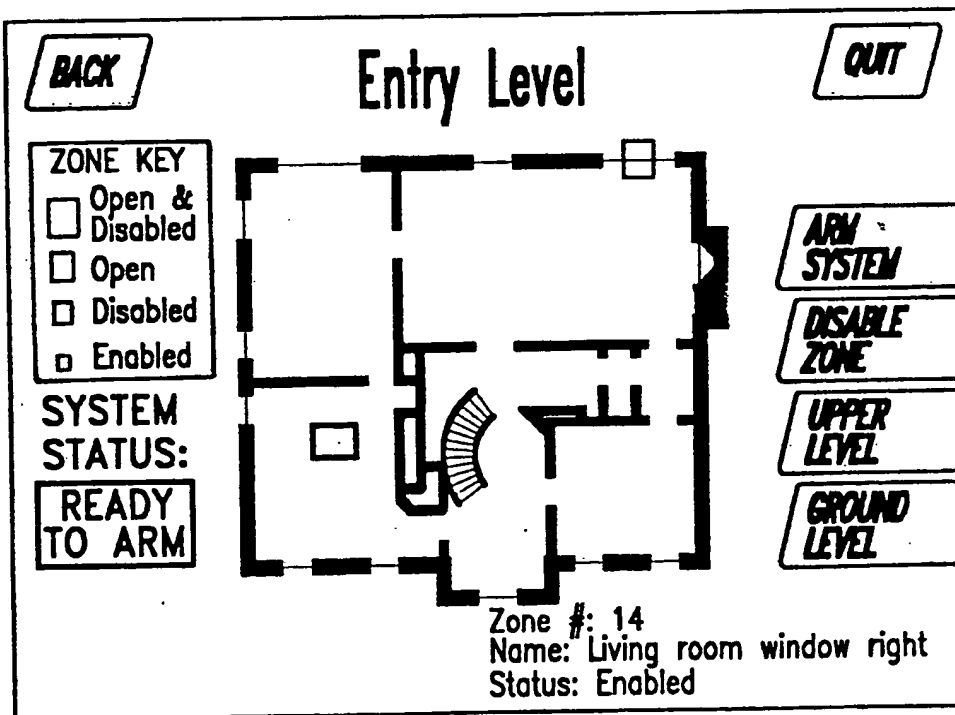 BACK
Entry Level
QUIT
ZONE KEY
Open &
Disabled
Open
Disabled
Enabled
SYSTEM
STATUS:
READY
TO ARM
ARM
SYSTEM
DISABLE
ZONE
UPPER
LEVEL
GROUND
LEVEL
Zone #: 14
Name: Living room window right
Status: Enabled